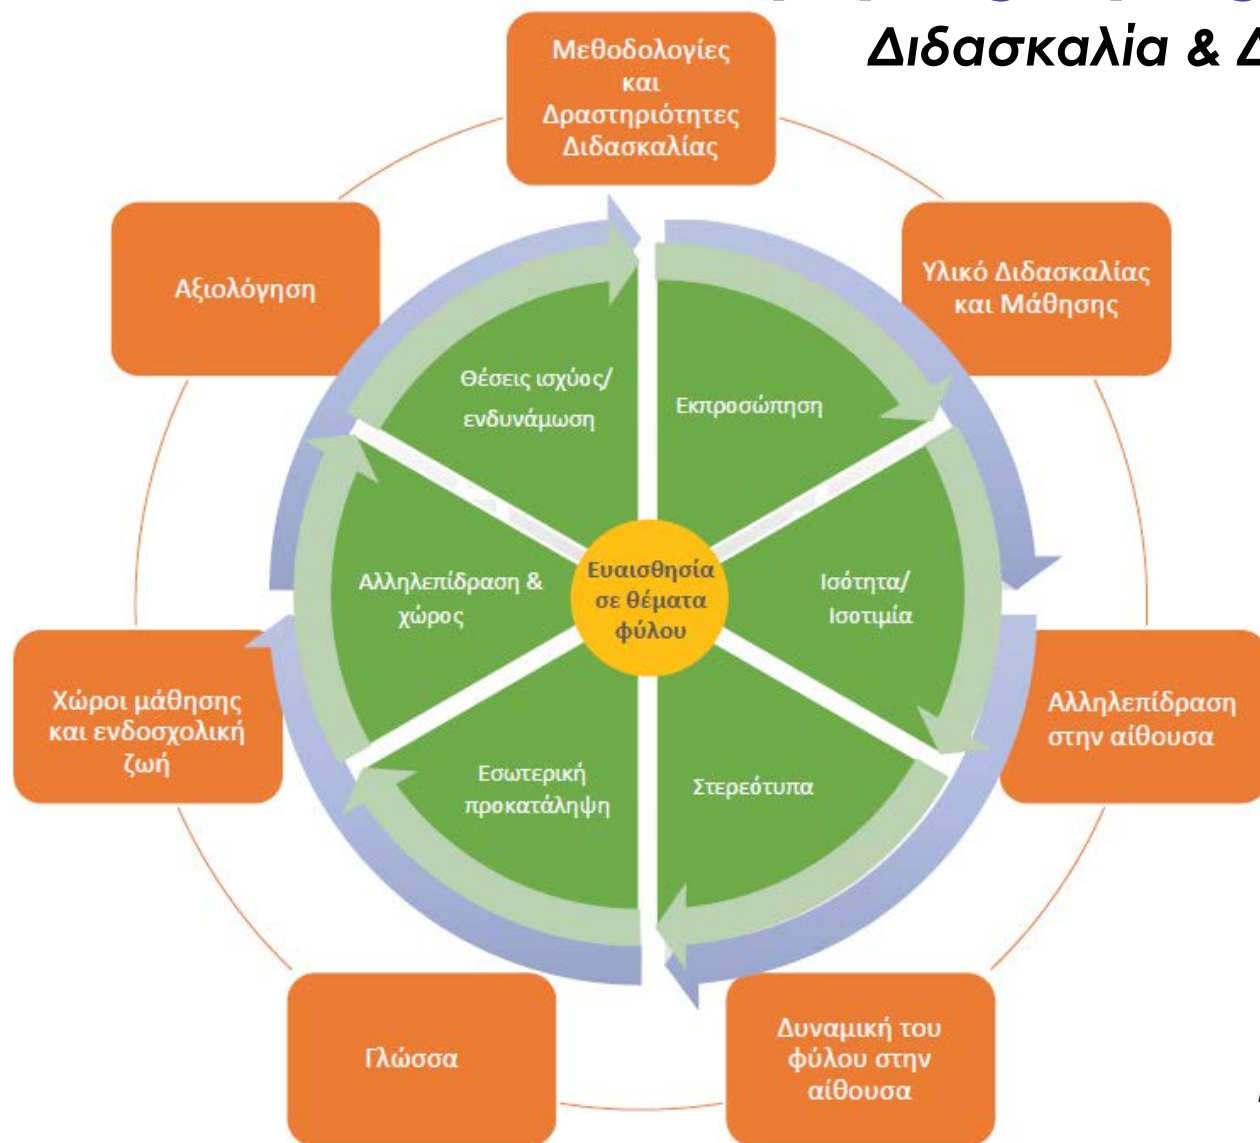 Διδασκαλία &
Μεθοδολογίες
και
Δραστηριότητες
Διδασκαλίας
Υλικό Διδασκαλίας
και Μάθησης
Αλληλεπίδραση
στην αίθουσα
Δυναμική του
φύλου στην
αίθουσα
Γλώσσα
Χώροι μάθησης
και ενδοσχολική
ζωή
Αξιολόγηση
Εκπροσώπηση
Ισότητα/
Ισοτιμία
Στερεότυπα
Εσωτερική
προκατάληψη
Αλληλεπίδραση &
χώρος
Θέσεις ισχύος/
ενδυνάμωση
Ευαισθησία
σε θέματα
φύλου